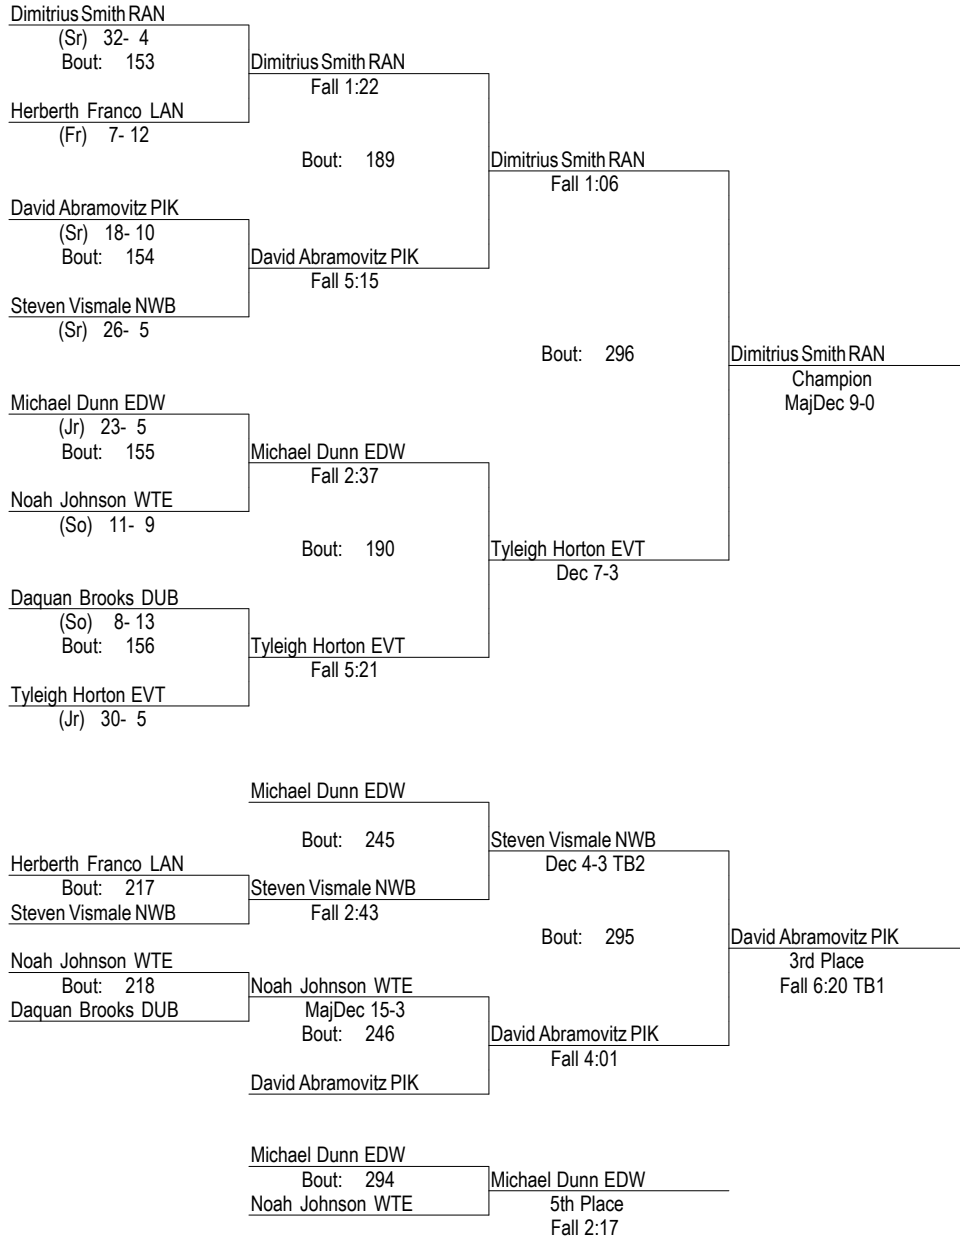 Dimitrius Smith RAN
(Sr) 32- 4
Bout: 153
Dimitrius Smith RAN
Fall 1:22
Herberth Franco LAN
(Fr) 7- 12
Bout: 189
Dimitrius Smith RAN
Fall 1:06
David Abramovitz PIK
(Sr) 18- 10
Bout: 154
David Abramovitz PIK
Fall 5:15
Steven Vismale NWB
(Sr) 26- 5
Bout: 296
Dimitrius Smith RAN
Champion
MajDec 9-0
Michael Dunn EDW
(Jr) 23- 5
Bout: 155
Michael Dunn EDW
Fall 2:37
Noah Johnson WTE
(So) 11- 9
Bout: 190
Tyleigh Horton EVT
Dec 7-3
Daquan Brooks DUB
(So) 8- 13
Bout: 156
Tyleigh Horton EVT
Fall 5:21
Tyleigh Horton EVT
(Jr) 30- 5
Michael Dunn EDW
Bout: 245
Steven Vismale NWB
Dec 4-3 TB2
Herberth Franco LAN
Bout: 217
Steven Vismale NWB
Steven Vismale NWB
Fall 2:43
Bout: 295
David Abramovitz PIK
3rd Place
Fall 6:20 TB1
Noah Johnson WTE
Bout: 218
Daquan Brooks DUB
Noah Johnson WTE
MajDec 15-3
Bout: 246
David Abramovitz PIK
Fall 4:01
David Abramovitz PIK
Michael Dunn EDW
Bout: 294
Noah Johnson WTE
Michael Dunn EDW
5th Place
Fall 2:17